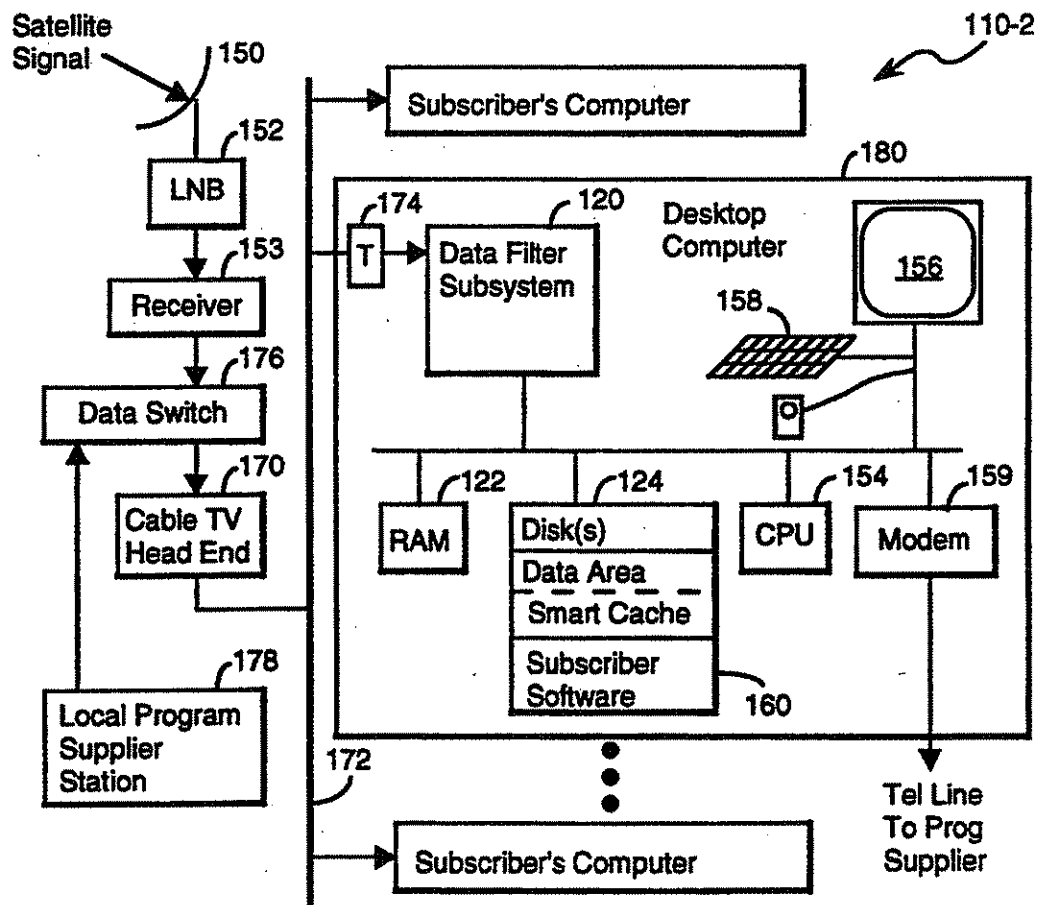 Satellite
Signal
150
110-2
Subscriber's Computer
152
LNB
180
174
120
Desktop
Computer
T
Data Filter
Subsystem
156
153
Receiver
158
176
Data Switch
170
Cable TV
Head End
122
RAM
124
Disk(s)
Data Area
Smart Cache
Subscriber
Software
160
154
CPU
159
Modem
178
Local Program
Supplier
Station
172
Tel Line
To Prog
Supplier
Subscriber's Computer